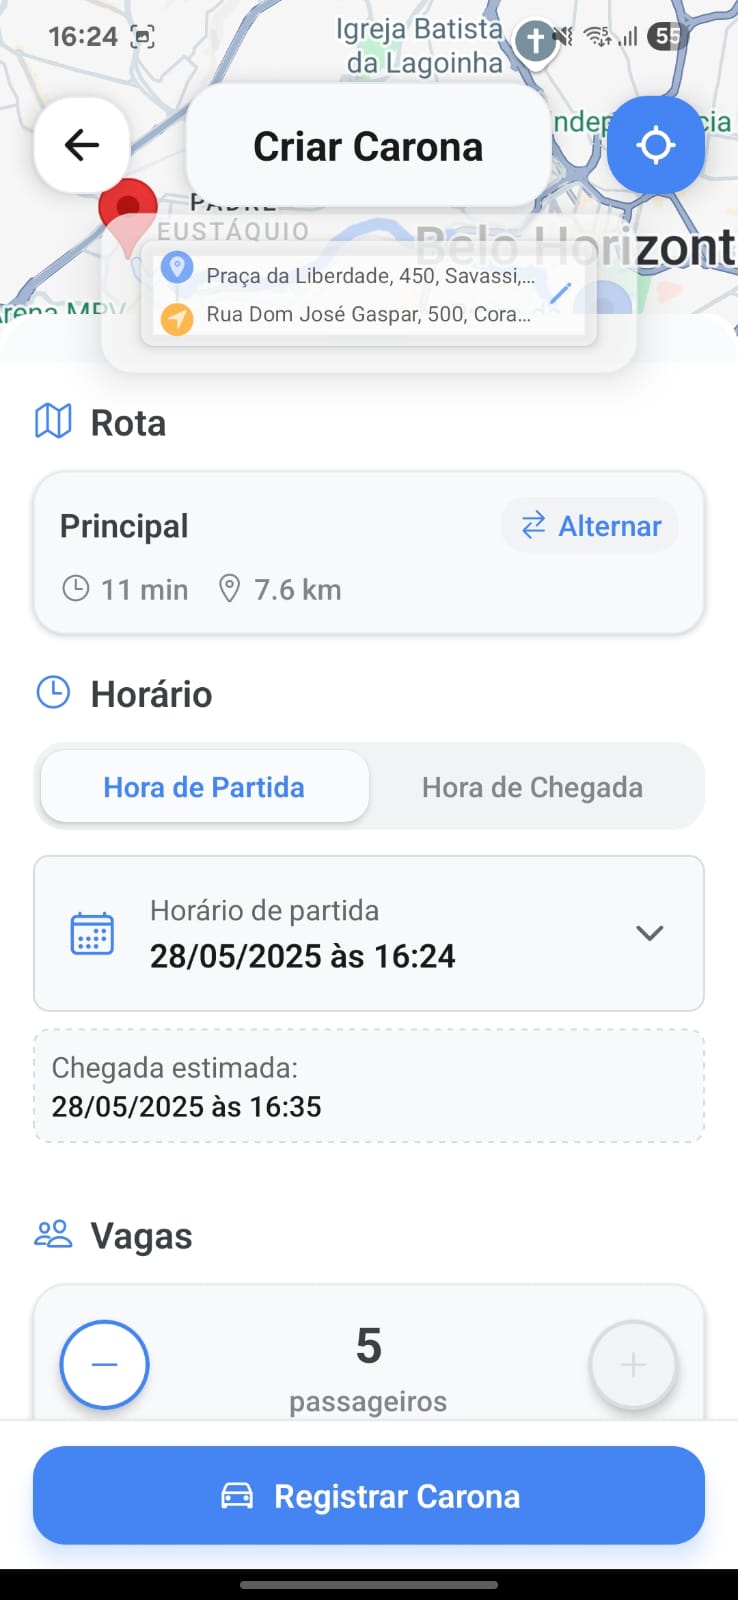 16:24
55
Igreja Batista
da Lagoinha
Criar Carona
EUSTÁQUIO
Belo Horizont
Praça da Liberdade, 450, Savassi,...
Rua Dom José Gaspar, 500, Cora...
Rota
Principal
Alternar
11 min
7.6 km
Horário
Hora de Partida
Hora de Chegada
Horário de partida
28/05/2025 às 16:24
Chegada estimada:
28/05/2025 às 16:35
Vagas
5
passageiros
Registrar Carona